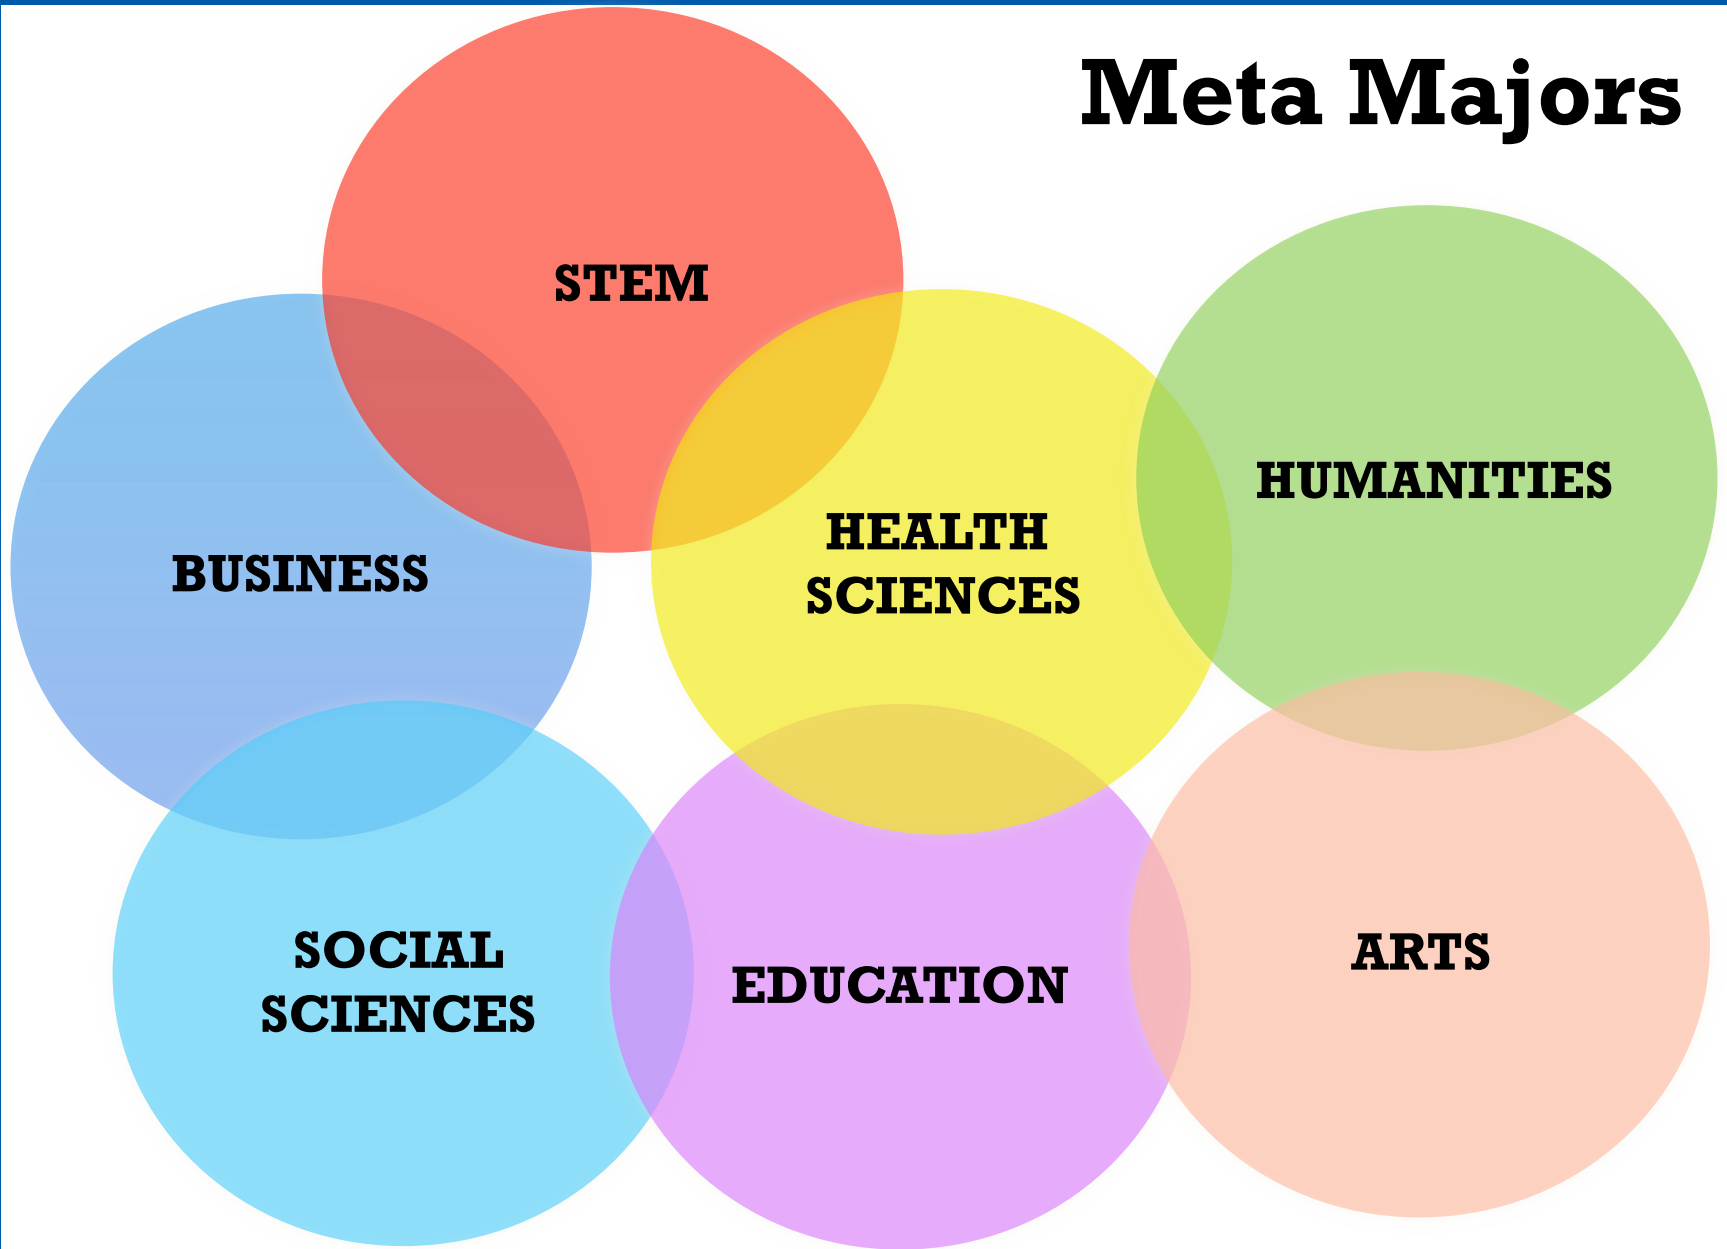 Meta Majors
STEM
HUMANITIES
HEALTH
SCIENCES
BUSINESS
SOCIAL
SCIENCES
EDUCATION
ARTS